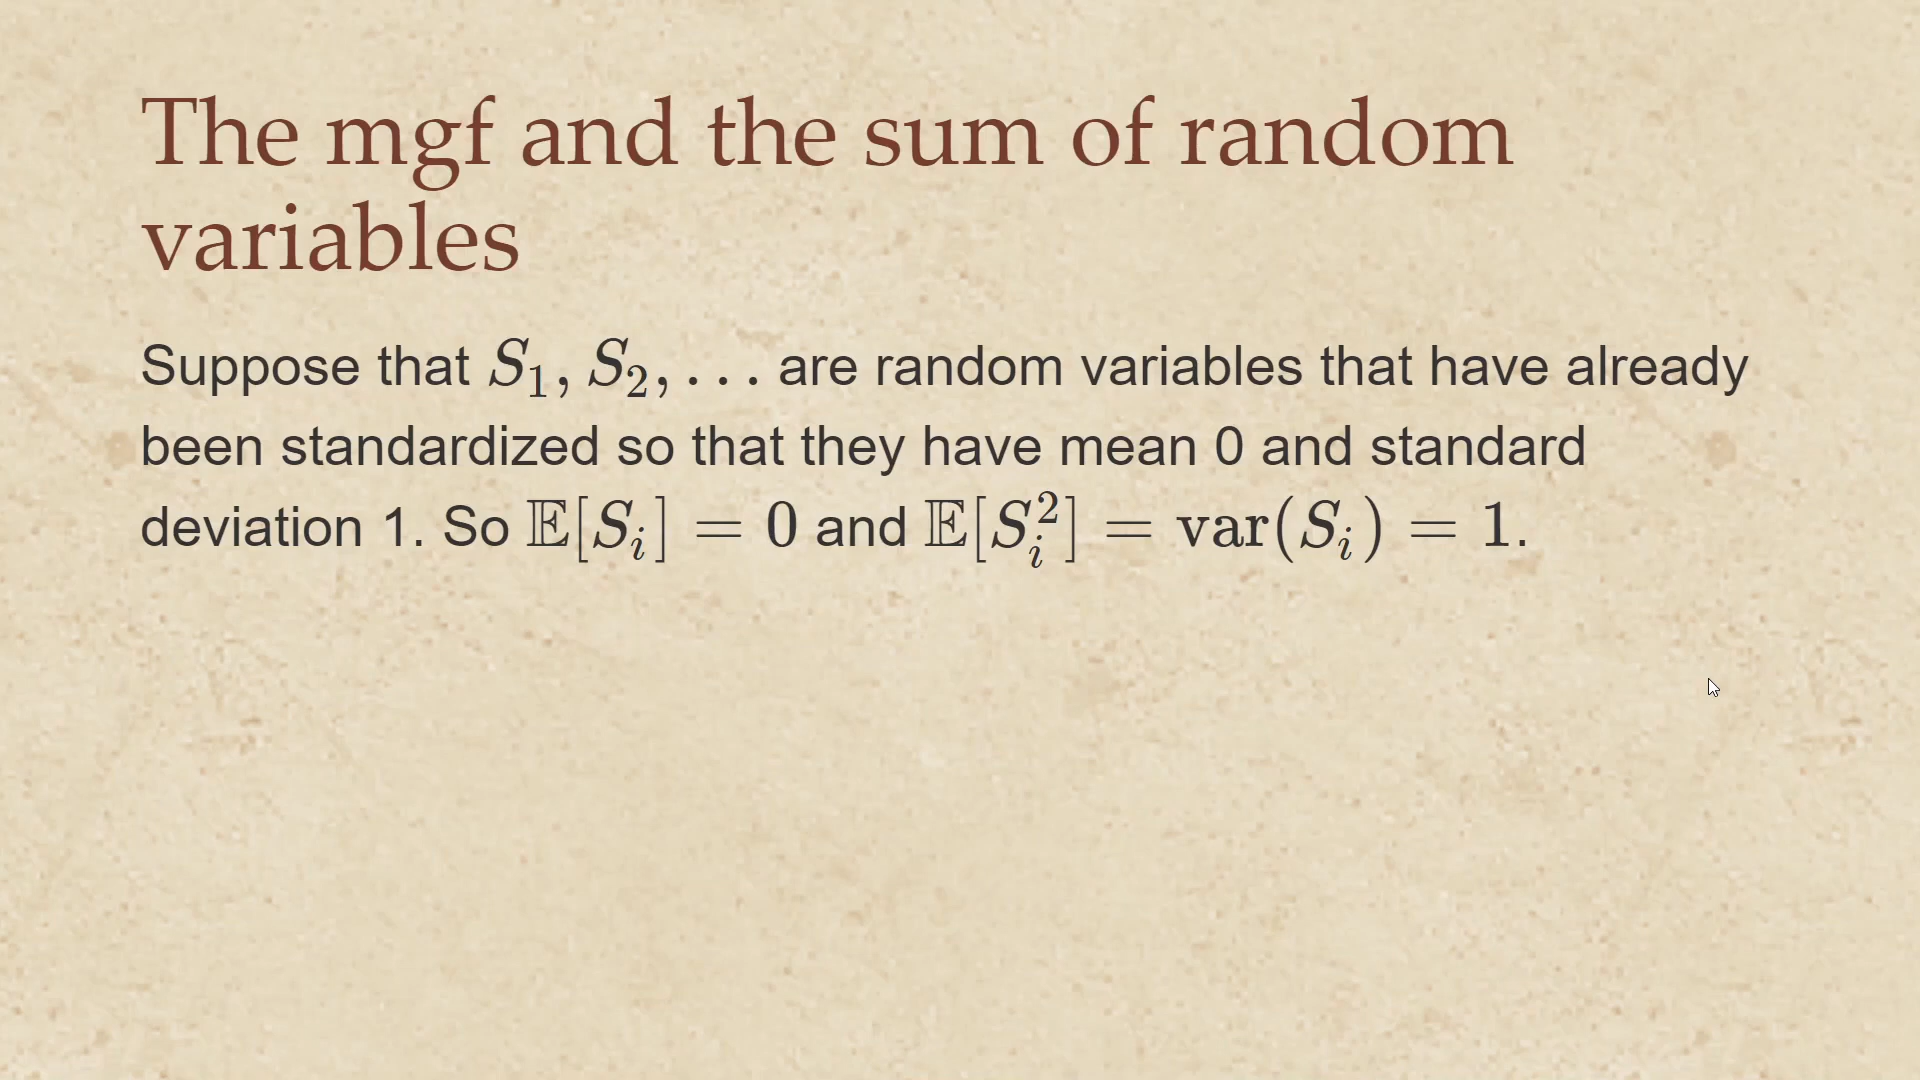 The mgf and the sum of random
variables
Suppose that $S_1, S_2, \ldots$ are random variables that have already
been standardized so that they have mean 0 and standard
deviation 1. So $\mathbb{E}[S_i] = 0$ and $\mathbb{E}[S_i^2] = \mathrm{var}(S_i) = 1$.